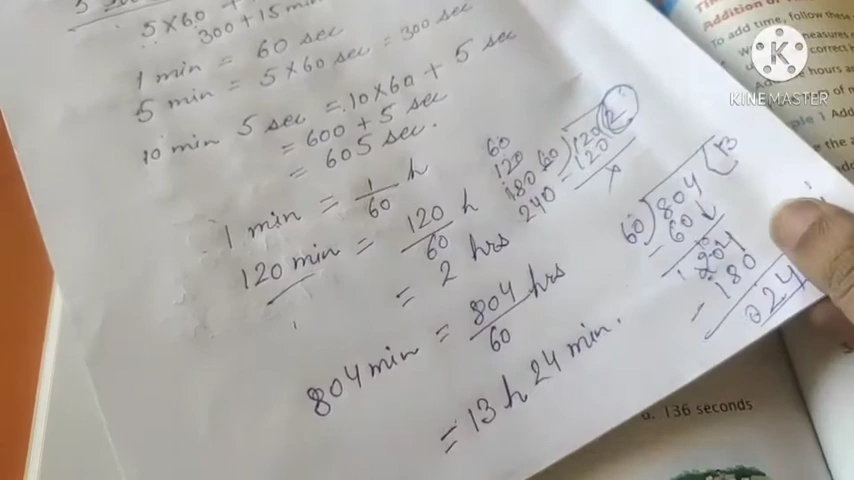 5 × 60 +
300 + 15 min
1 min = 60 sec
5 min = 5 × 60 sec = 300 sec
10 min 5 sec = 10 × 60 + 5 sec
= 600 + 5 sec
= 605 sec.
1 min = 1/60 h
120 min = 120/60 h
= 2 hrs
60
120
180
240
60) 120 (2
- 120
×
804 min = 804/60 hrs
= 13 h 24 min.
60) 804 (13
- 60 ↓
204
- 180
024
K
KINEMASTER
Addition of
To add time, follow these
136 seconds